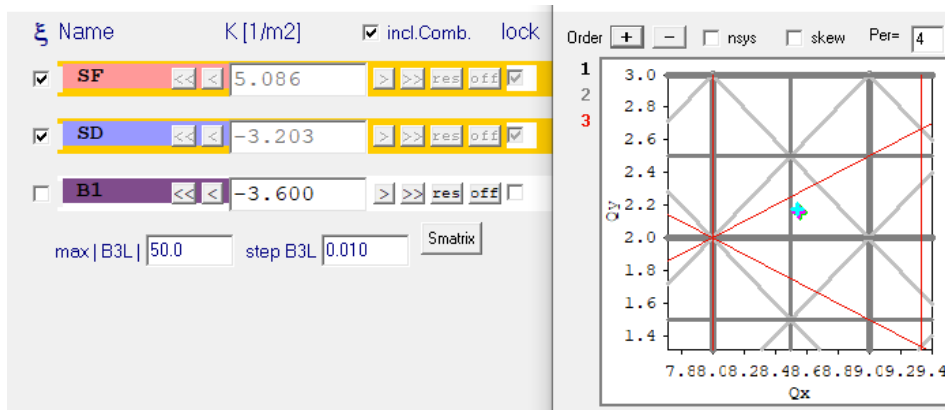 ξ Name K [1/m2] incl.Comb. lock
SF << < 5.086 > >> res off
SD << < -3.203 > >> res off
B1 << < -3.600 > >> res off
max|B3L| 50.0 step B3L 0.010 Smatrix
Order + - nsys skew Per= 4
1
2
3
3.0
2.8
2.6
2.4
2.2
2.0
1.8
1.6
1.4
Qy
7.88.08.28.48.68.89.09.29.4
Qx